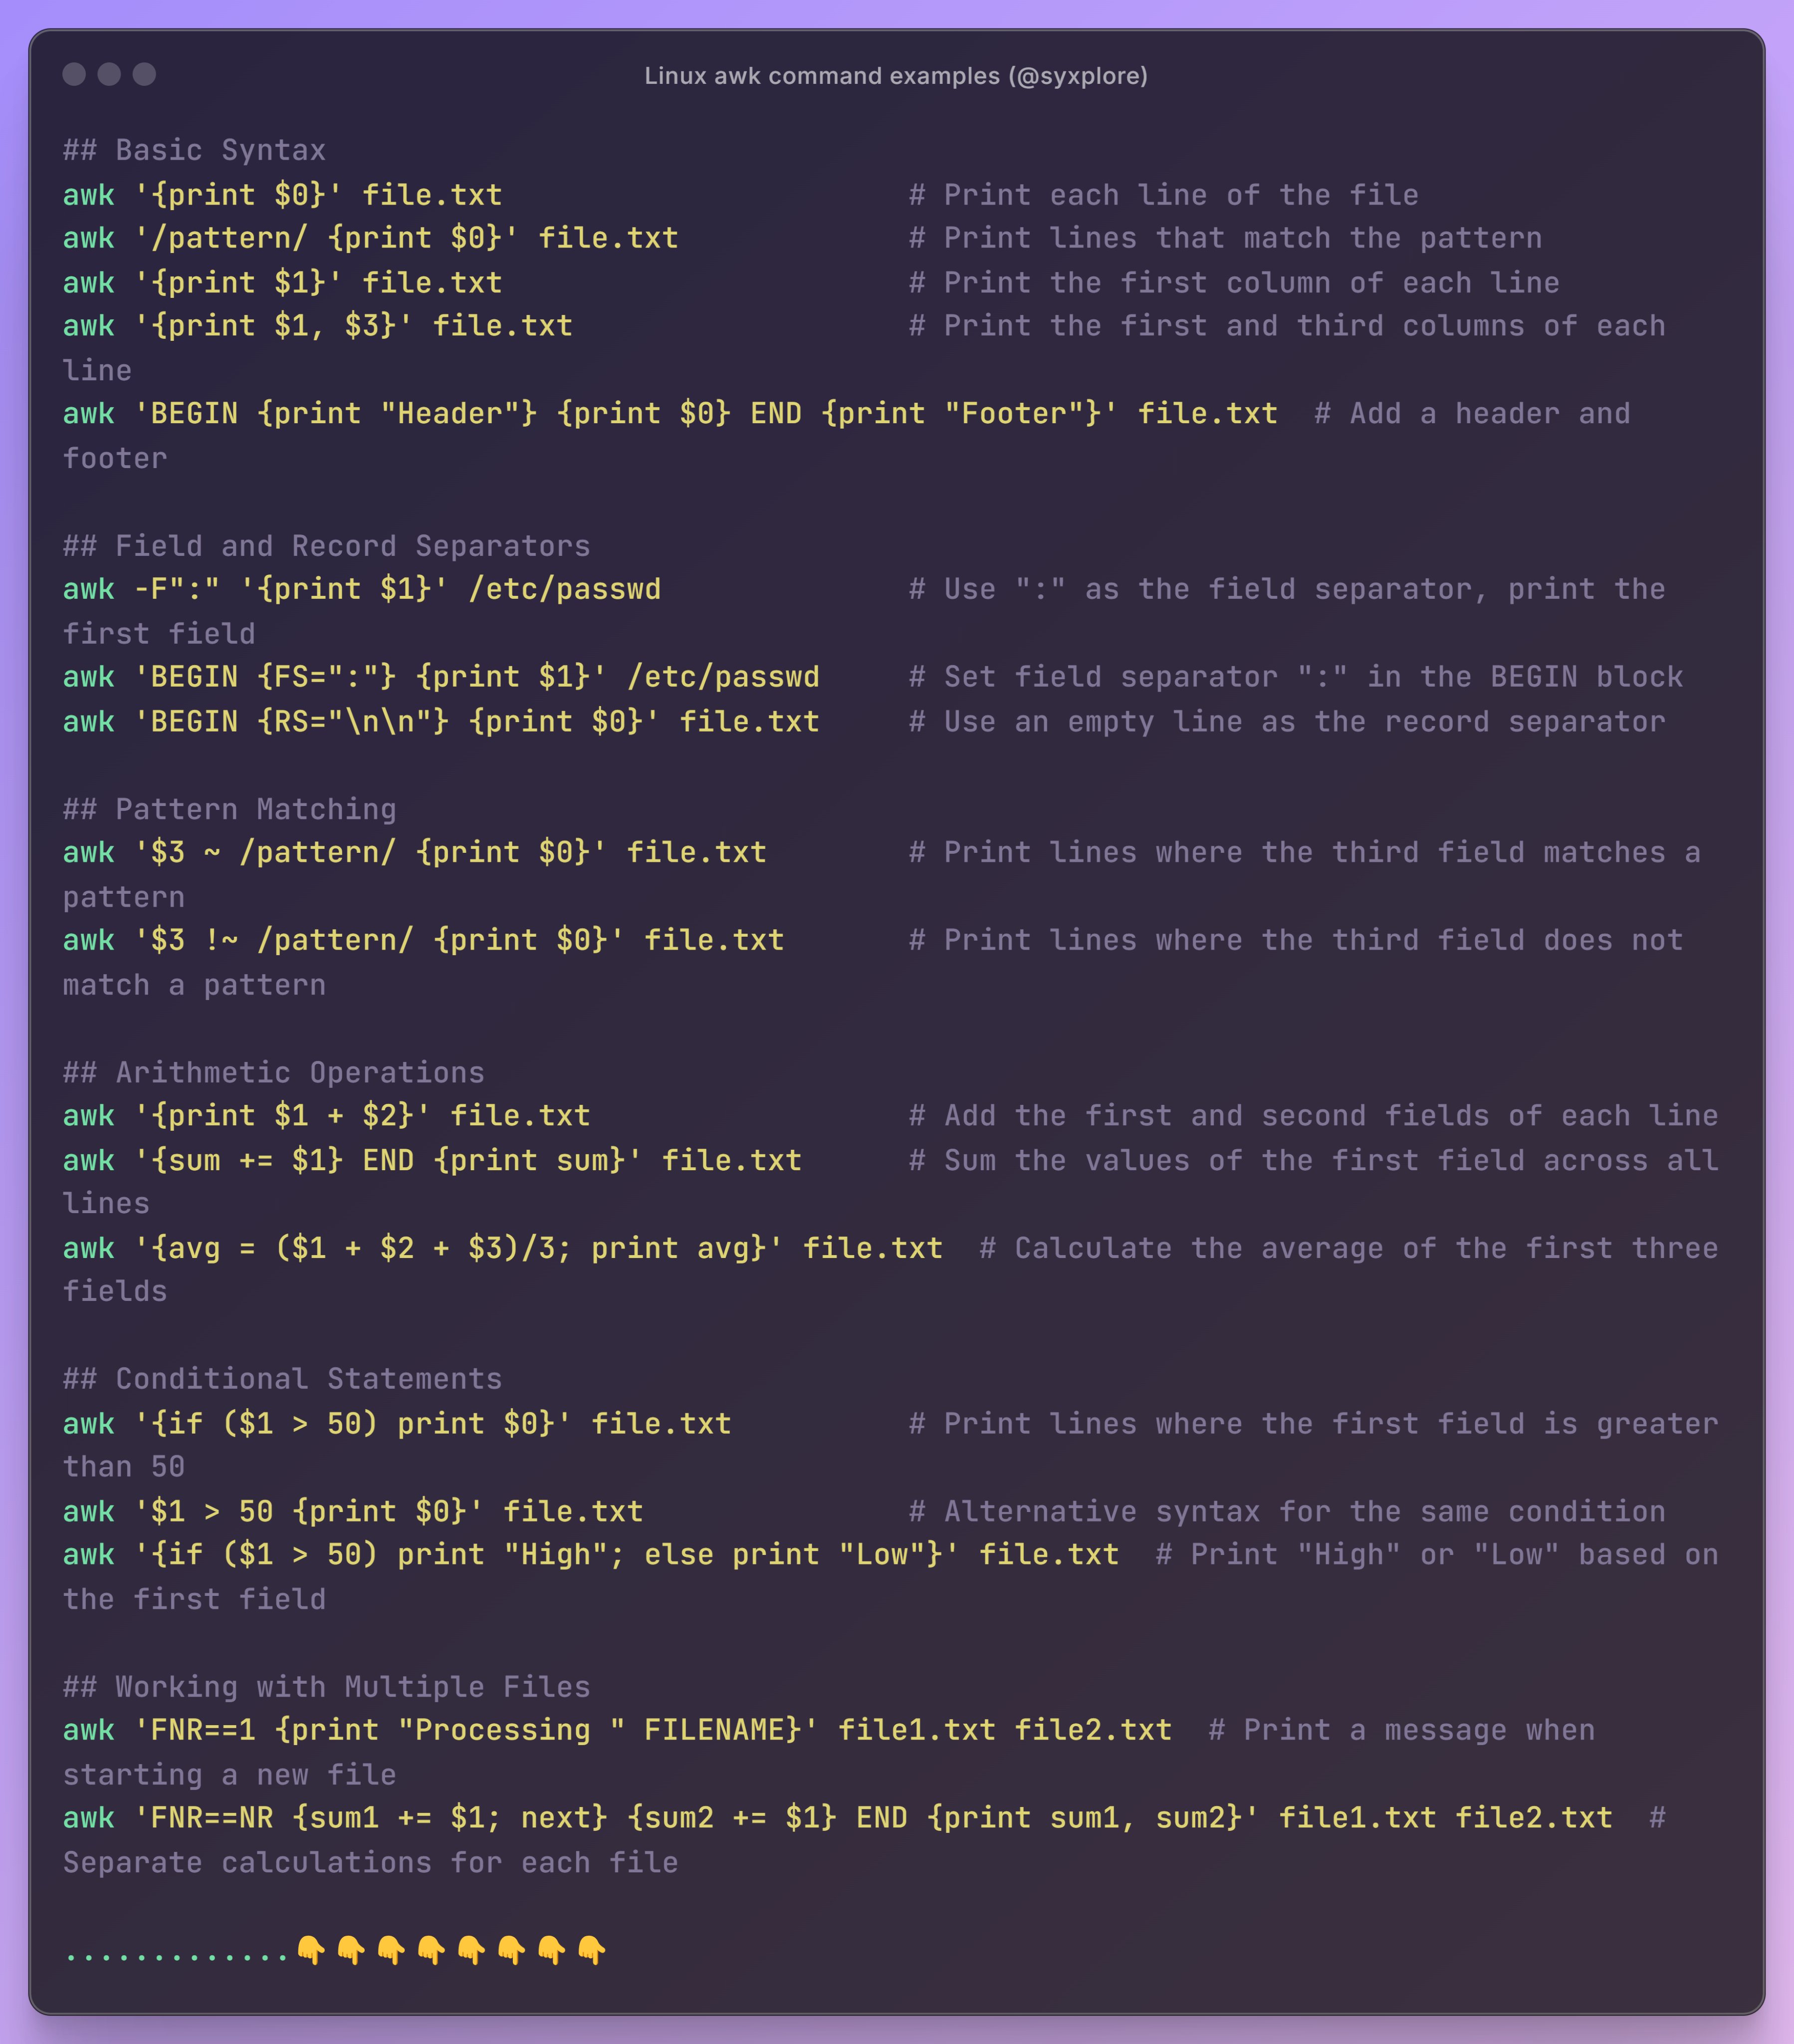 Linux awk command examples (@syxplore)
## Basic Syntax
awk '{print $0}' file.txt                       # Print each line of the file
awk '/pattern/ {print $0}' file.txt             # Print lines that match the pattern
awk '{print $1}' file.txt                       # Print the first column of each line
awk '{print $1, $3}' file.txt                   # Print the first and third columns of each
line
awk 'BEGIN {print "Header"} {print $0} END {print "Footer"}' file.txt  # Add a header and
footer
## Field and Record Separators
awk -F":" '{print $1}' /etc/passwd              # Use ":" as the field separator, print the
first field
awk 'BEGIN {FS=":"} {print $1}' /etc/passwd     # Set field separator ":" in the BEGIN block
awk 'BEGIN {RS="\n\n"} {print $0}' file.txt     # Use an empty line as the record separator
## Pattern Matching
awk '$3 ~ /pattern/ {print $0}' file.txt        # Print lines where the third field matches a
pattern
awk '$3 !~ /pattern/ {print $0}' file.txt       # Print lines where the third field does not
match a pattern
## Arithmetic Operations
awk '{print $1 + $2}' file.txt                  # Add the first and second fields of each line
awk '{sum += $1} END {print sum}' file.txt      # Sum the values of the first field across all
lines
awk '{avg = ($1 + $2 + $3)/3; print avg}' file.txt  # Calculate the average of the first three
fields
## Conditional Statements
awk '{if ($1 > 50) print $0}' file.txt          # Print lines where the first field is greater
than 50
awk '$1 > 50 {print $0}' file.txt               # Alternative syntax for the same condition
awk '{if ($1 > 50) print "High"; else print "Low"}' file.txt  # Print "High" or "Low" based on
the first field
## Working with Multiple Files
awk 'FNR==1 {print "Processing " FILENAME}' file1.txt file2.txt  # Print a message when
starting a new file
awk 'FNR==NR {sum1 += $1; next} {sum2 += $1} END {print sum1, sum2}' file1.txt file2.txt  #
Separate calculations for each file
.............👇👇👇👇👇👇👇👇